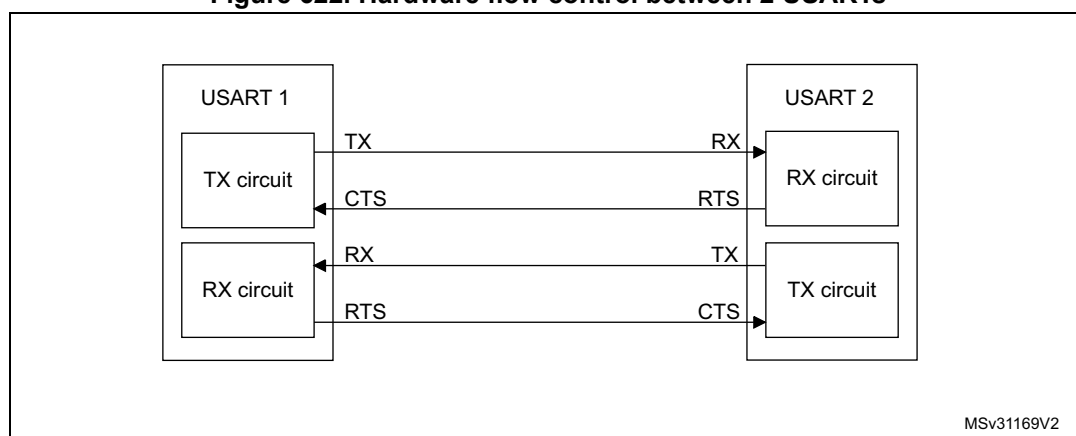 USART 1 USART 2
TX RX
TX circuit RX circuit
CTS RTS
RX TX
RX circuit TX circuit
RTS CTS
MSv31169V2